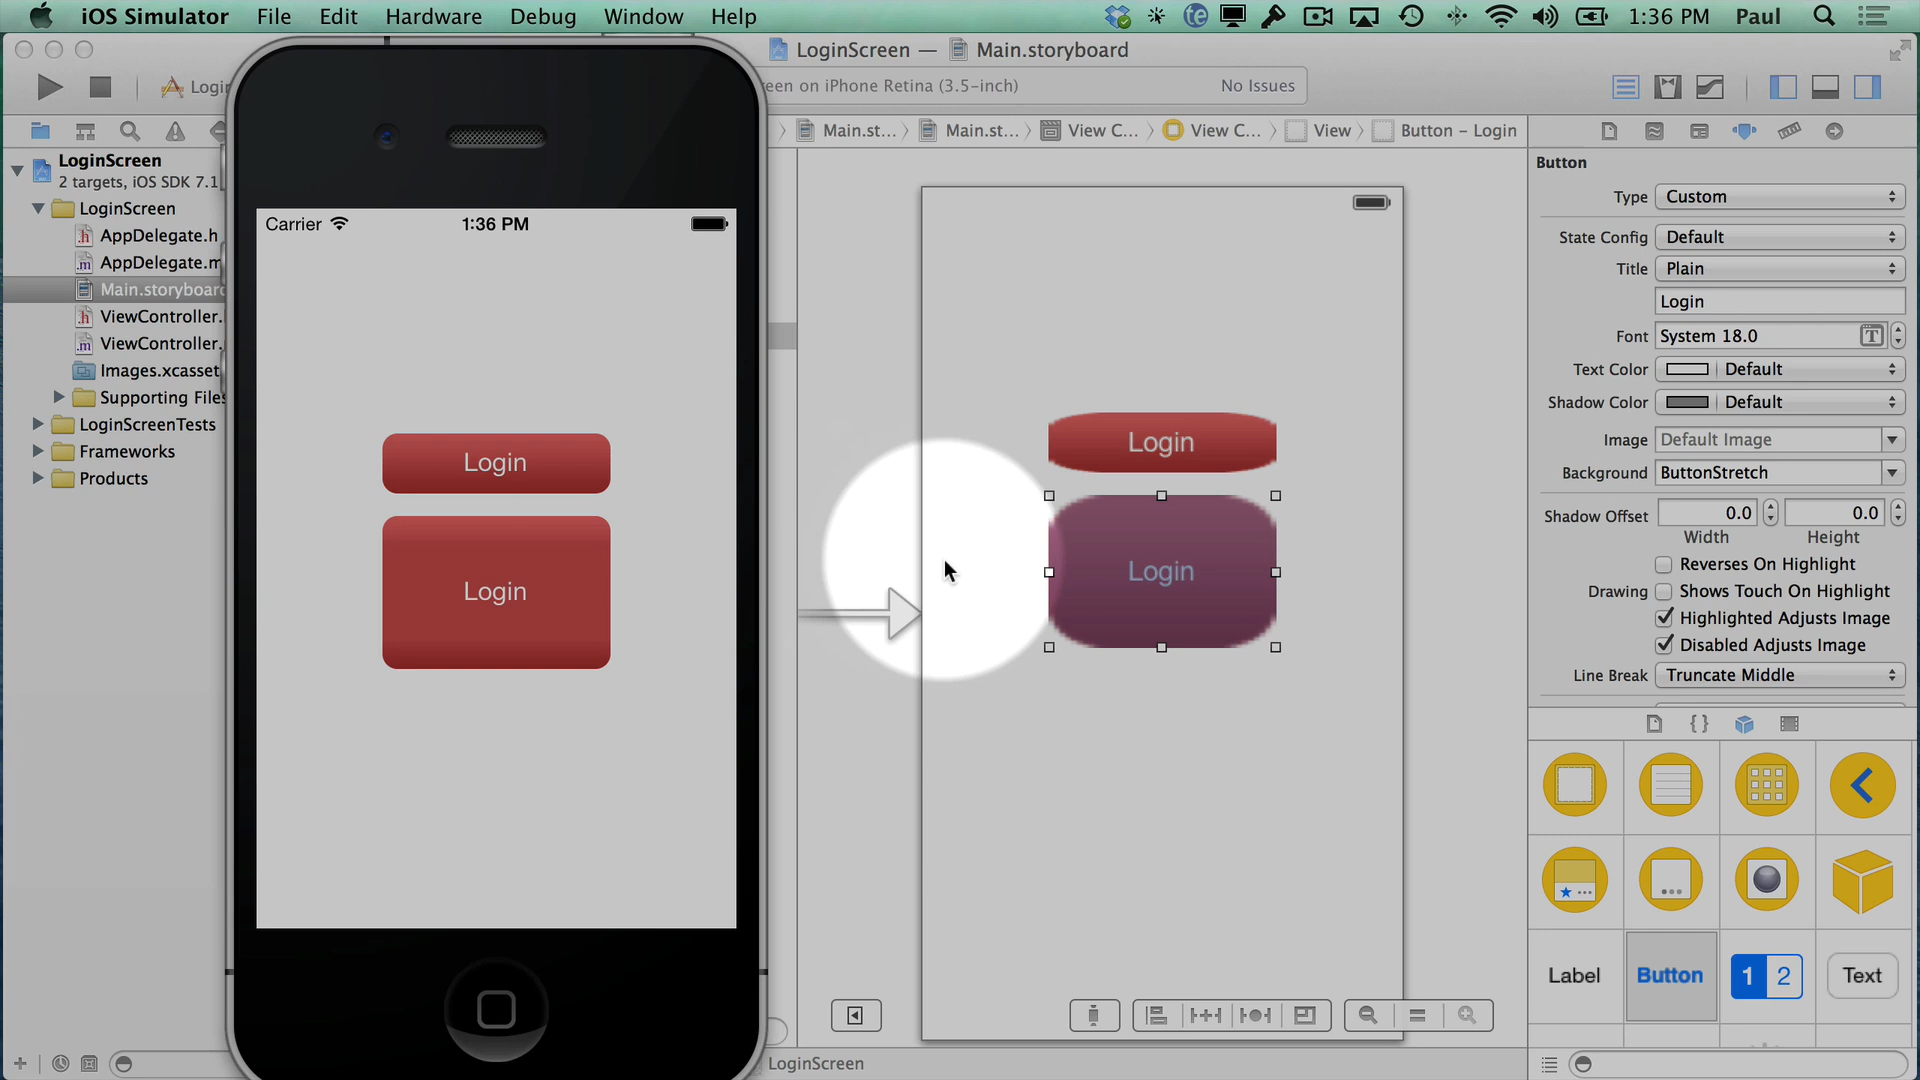 iOS Simulator File Edit Hardware Debug Window Help 1:36 PM Paul
LoginScreen — Main.storyboard
een on iPhone Retina (3.5-inch) No Issues
Main.st... Main.st... View C... View C... View Button – Login
LoginScreen
2 targets, iOS SDK 7.1
LoginScreen
AppDelegate.h
AppDelegate.m
Main.storyboard
ViewController.
ViewController.
Images.xcasset
Supporting Files
LoginScreenTests
Frameworks
Products
Carrier 1:36 PM
Login
Login
Login
Login
Button
Type Custom
State Config Default
Title Plain
Login
Font System 18.0 T
Text Color Default
Shadow Color Default
Image Default Image
Background ButtonStretch
Shadow Offset 0.0 0.0
Width Height
Reverses On Highlight
Drawing Shows Touch On Highlight
Highlighted Adjusts Image
Disabled Adjusts Image
Line Break Truncate Middle
Label Button 1 2 Text
LoginScreen